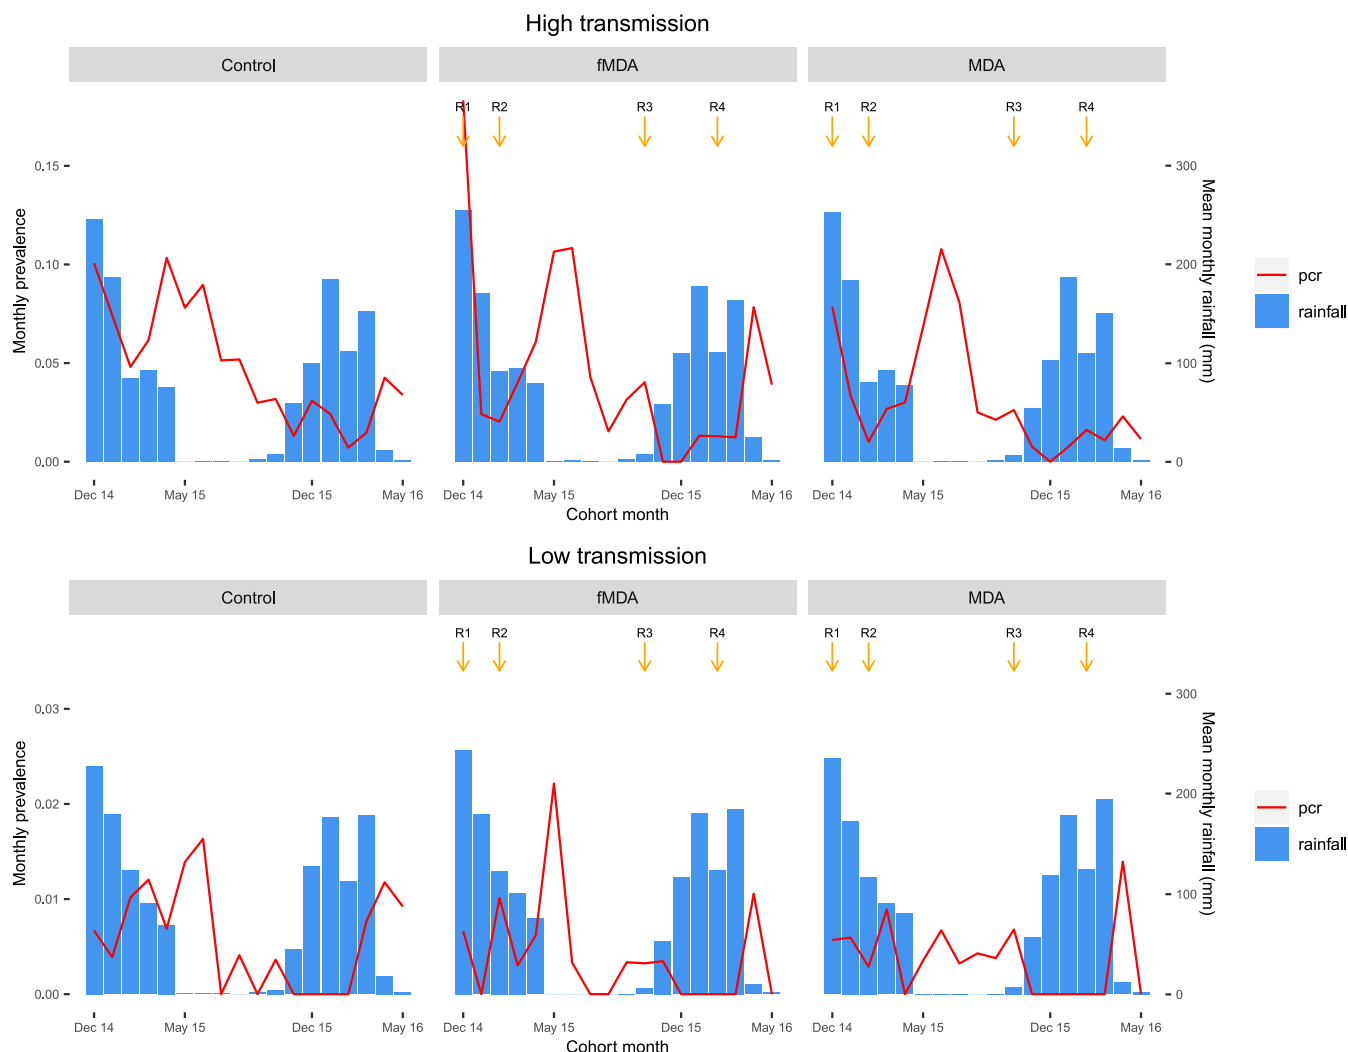 High transmission
Control
fMDA
MDA
R1
R2
R3
R4
R1
R2
R3
R4
0.15
0.10
0.05
0.00
Monthly prevalence
300
200
100
0
Mean monthly rainfall (mm)
pcr
rainfall
Dec 14
May 15
Dec 15
May 16
Dec 14
May 15
Dec 15
May 16
Dec 14
May 15
Dec 15
May 16
Cohort month
Low transmission
Control
fMDA
MDA
R1
R2
R3
R4
R1
R2
R3
R4
0.03
0.02
0.01
0.00
Monthly prevalence
300
200
100
0
Mean monthly rainfall (mm)
pcr
rainfall
Dec 14
May 15
Dec 15
May 16
Dec 14
May 15
Dec 15
May 16
Dec 14
May 15
Dec 15
May 16
Cohort month